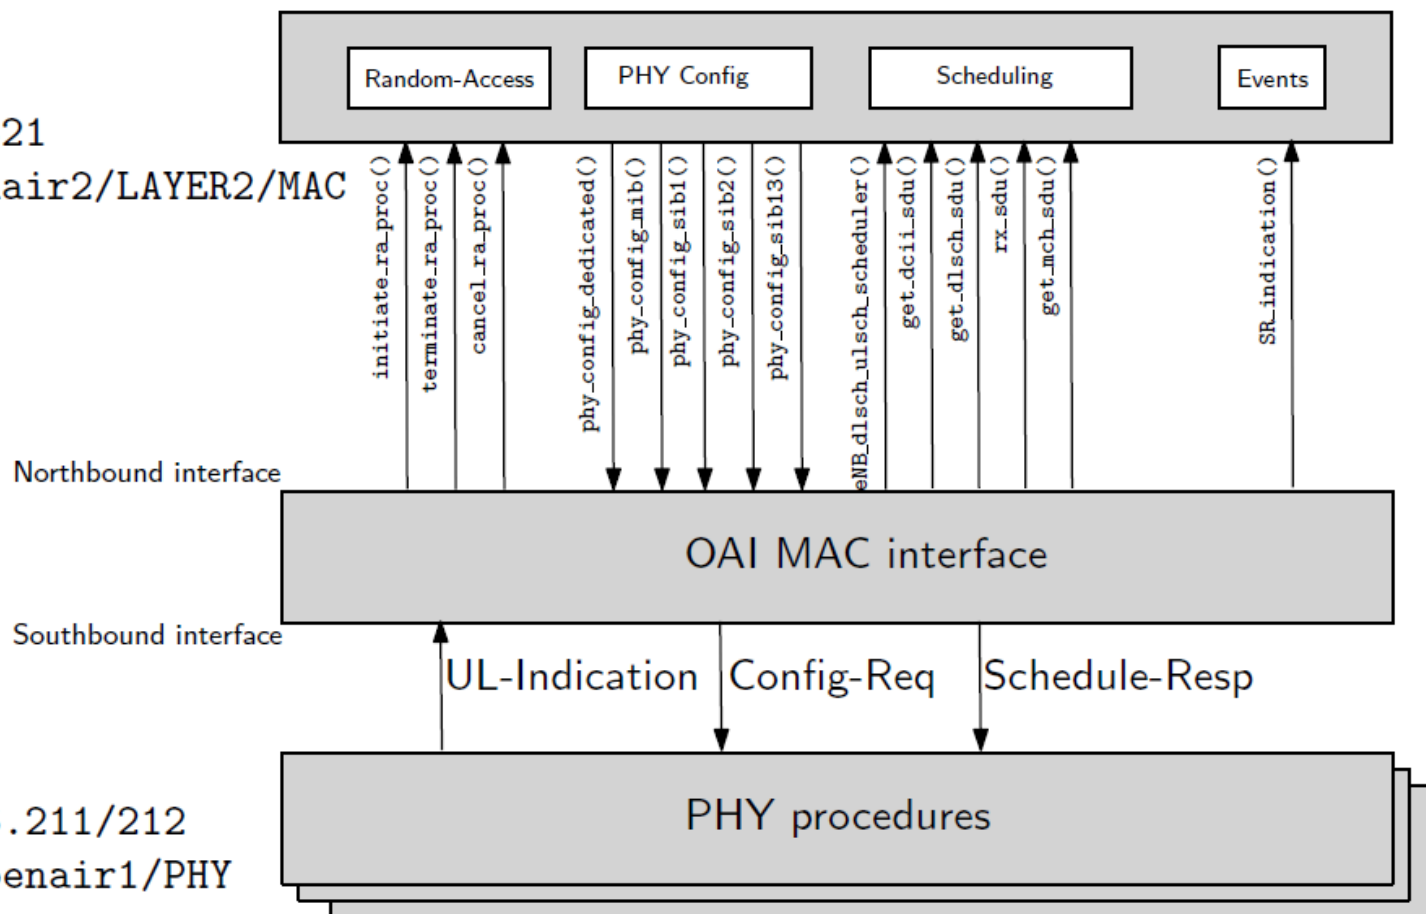 Random-Access
PHY Config
Scheduling
Events
21
air2/LAYER2/MAC
initiate_ra_proc()
terminate_ra_proc()
cancel_ra_proc()
phy_config_dedicated()
phy_config_mib()
phy_config_sib1()
phy_config_sib2()
phy_config_sib13()
eNB_dlsch_ulsch_scheduler()
get_dcii_sdu()
get_dlsch_sdu()
rx_sdu()
get_mch_sdu()
SR_indication()
Northbound interface
OAI MAC interface
Southbound interface
UL-Indication
Config-Req
Schedule-Resp
PHY procedures
.211/212
enair1/PHY